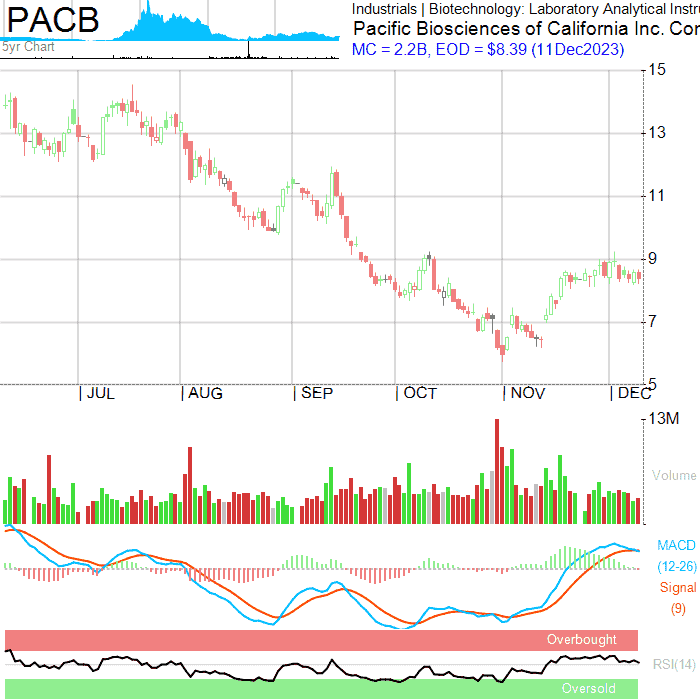 PACB
5yr Chart
Industrials | Biotechnology: Laboratory Analytical Instru
Pacific Biosciences of California Inc. Cor
MC = 2.2B, EOD = $8.39 (11Dec2023)
15
13
11
9
7
5
| JUL | AUG | SEP | OCT | NOV | DEC
13M
Volume
MACD
(12-26)
Signal
(9)
Overbought
RSI(14)
Oversold